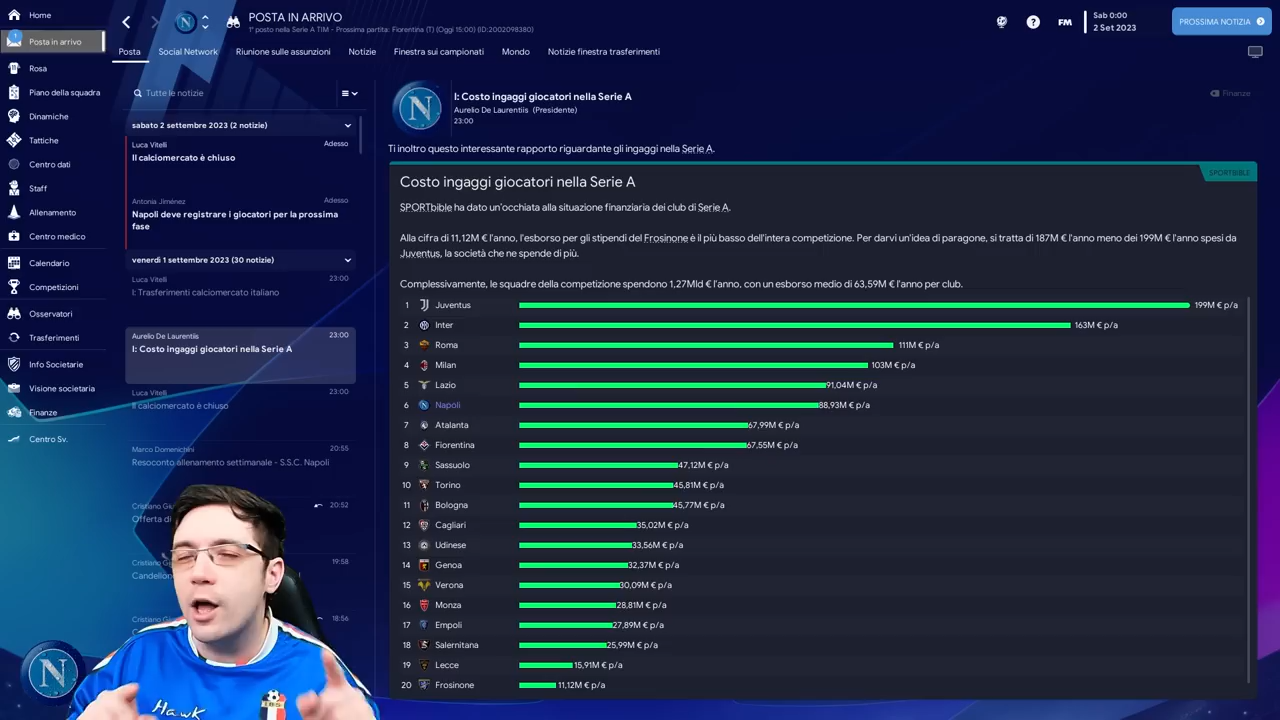 Home
Posta in arrivo
Rosa
Piano della squadra
Dinamiche
Tattiche
Centro dati
Staff
Allenamento
Centro medico
Calendario
Competizioni
Osservatori
Trasferimenti
Info Societarie
Visione societaria
Finanze
Centro Sv.
POSTA IN ARRIVO
1° posto nella Serie A TIM - Prossima partita: Fiorentina (T) (Oggi 15:00) (ID:2002098380)
FM
Sab 0:00
2 Set 2023
PROSSIMA NOTIZIA
Posta Social Network Riunione sulle assunzioni Notizie Finestra sui campionati Mondo Notizie finestra trasferimenti
Tutte le notizie
sabato 2 settembre 2023 (2 notizie)
Luca Vitelli Adesso
Il calciomercato è chiuso
Antonia Jiménez Adesso
Napoli deve registrare i giocatori per la prossima
fase
venerdì 1 settembre 2023 (30 notizie)
Luca Vitelli 23:00
I: Trasferimenti calciomercato italiano
Aurelio De Laurentiis 23:00
I: Costo ingaggi giocatori nella Serie A
Luca Vitelli 23:00
Il calciomercato è chiuso
Marco Domenichini 20:55
Resoconto allenamento settimanale - S.S.C. Napoli
20:52
Offerta di
19:58
18:56
I: Costo ingaggi giocatori nella Serie A
Aurelio De Laurentiis (Presidente)
23:00
Finanze
Ti inoltro questo interessante rapporto riguardante gli ingaggi nella Serie A.
SPORTBIBLE
Costo ingaggi giocatori nella Serie A
SPORTbible ha dato un'occhiata alla situazione finanziaria dei club di Serie A.
Alla cifra di 11,12M € l'anno, l'esborso per gli stipendi del Frosinone è il più basso dell'intera competizione. Per darvi un'idea di paragone, si tratta di 187M € l'anno meno dei 199M € l'anno spesi da
Juventus, la società che ne spende di più.
Complessivamente, le squadre della competizione spendono 1,27Mld € l'anno, con un esborso medio di 63,59M € l'anno per club.
1 Juventus 199M € p/a
2 Inter 163M € p/a
3 Roma 111M € p/a
4 Milan 103M € p/a
5 Lazio 91,04M € p/a
6 Napoli 88,93M € p/a
7 Atalanta 67,99M € p/a
8 Fiorentina 67,55M € p/a
9 Sassuolo 47,12M € p/a
10 Torino 45,81M € p/a
11 Bologna 45,77M € p/a
12 Cagliari 35,02M € p/a
13 Udinese 33,56M € p/a
14 Genoa 32,37M € p/a
15 Verona 30,09M € p/a
16 Monza 28,81M € p/a
17 Empoli 27,89M € p/a
18 Salernitana 25,99M € p/a
19 Lecce 15,91M € p/a
20 Frosinone 11,12M € p/a
N
HAWK